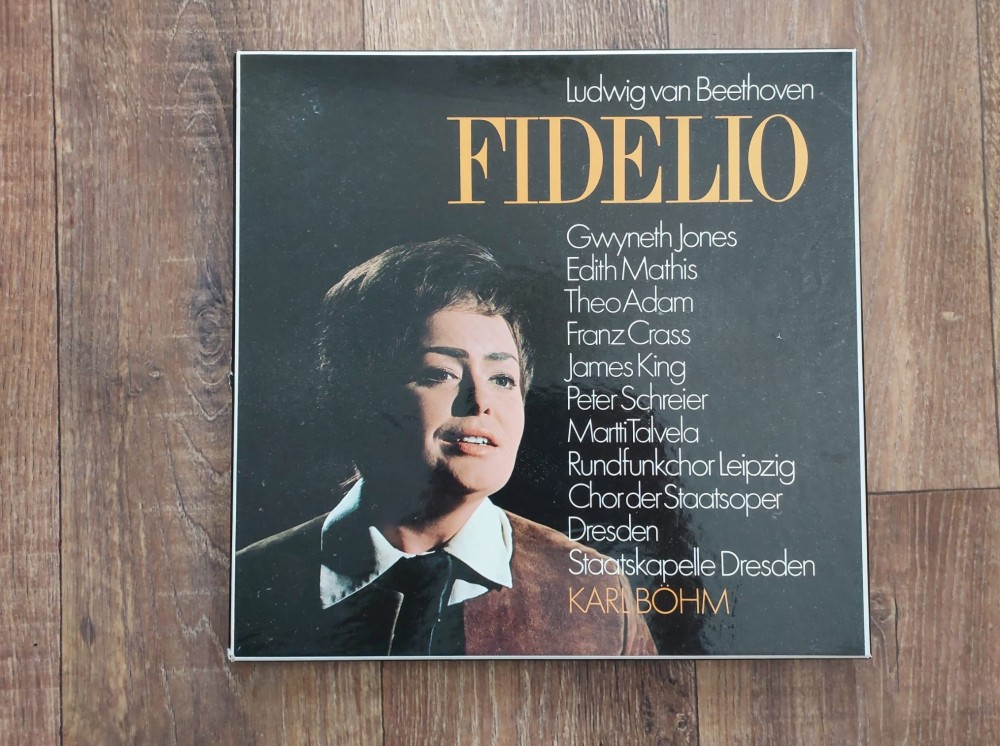 Ludwig van Beethoven
FIDELIO
Gwyneth Jones
Edith Mathis
Theo Adam
Franz Crass
James King
Peter Schreier
Martti Talvela
Rundfunkchor Leipzig
Chor der Staatsoper
Dresden
Staatskapelle Dresden
KARL BÖHM